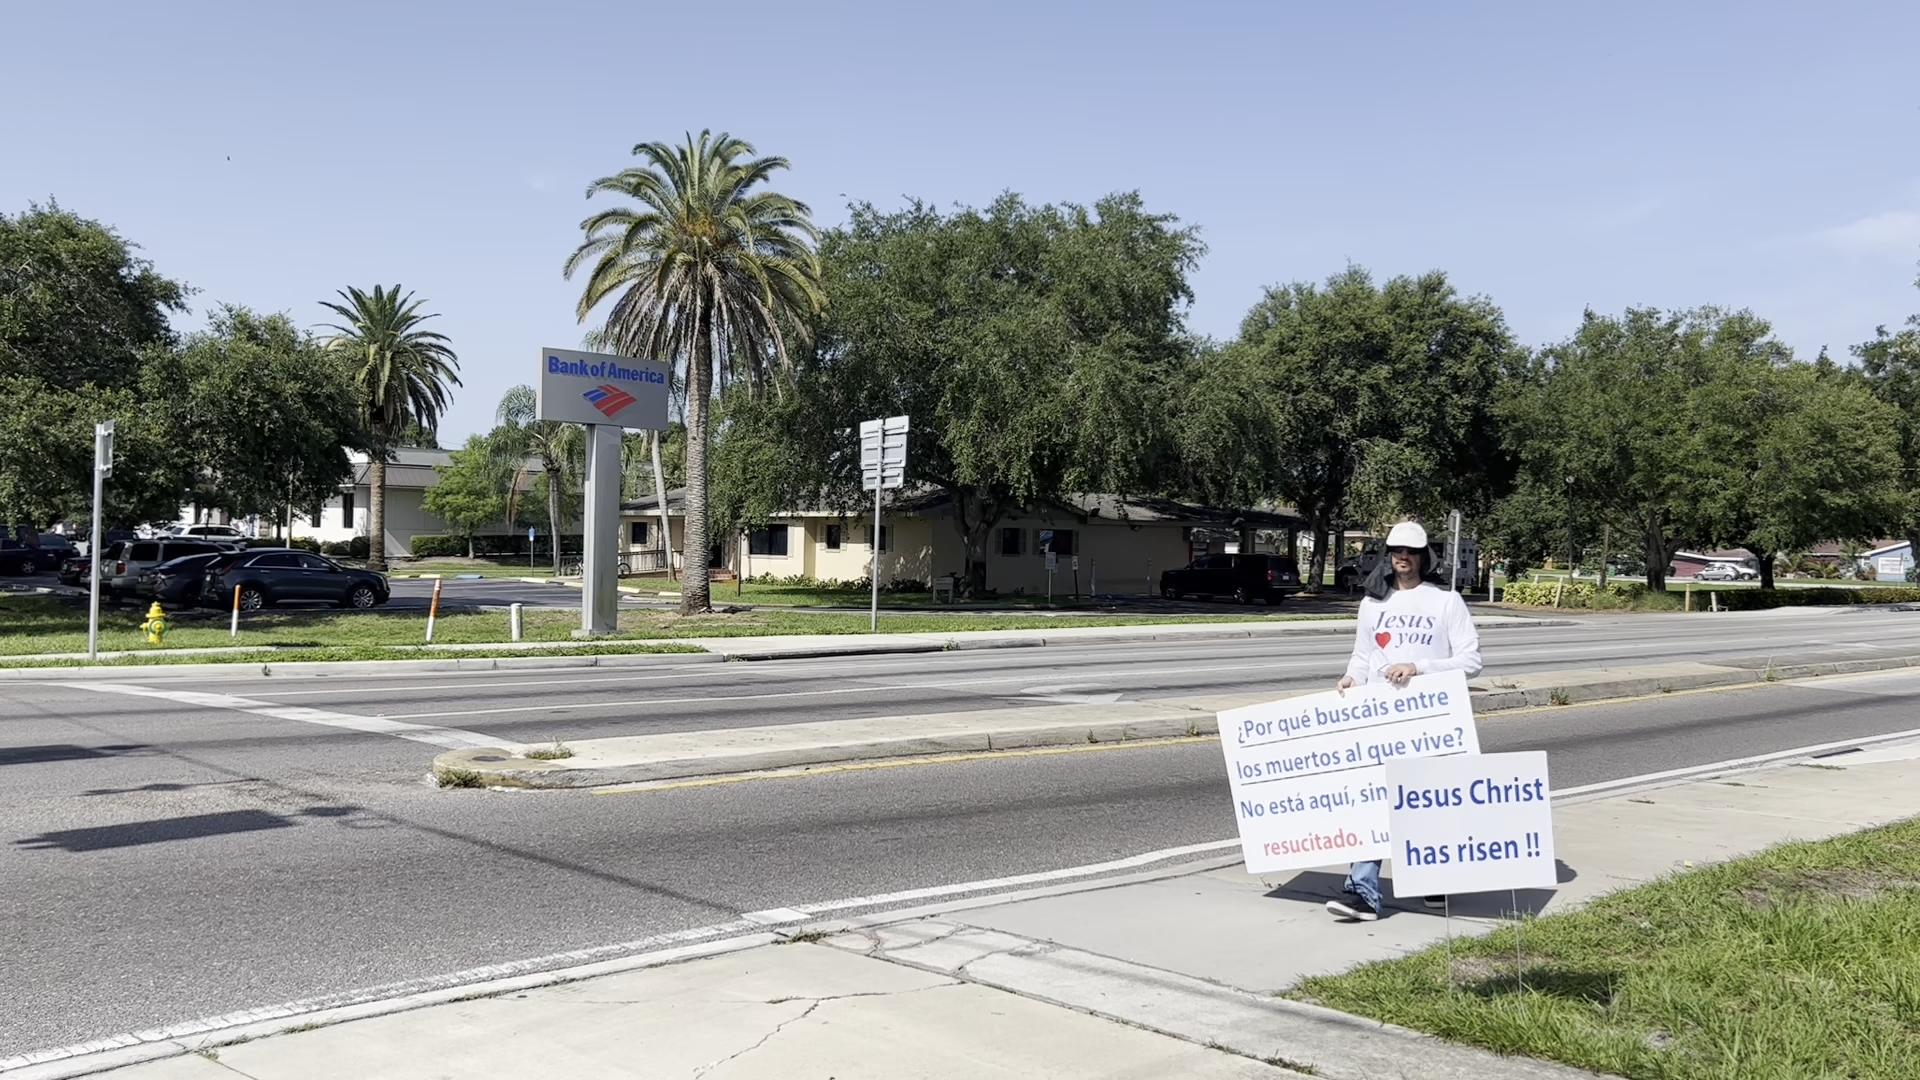 Bank of America
Jesus
you
¿Por qué buscáis entre
los muertos al que vive?
No está aquí, sin
resucitado. Lu
Jesus Christ
has risen !!